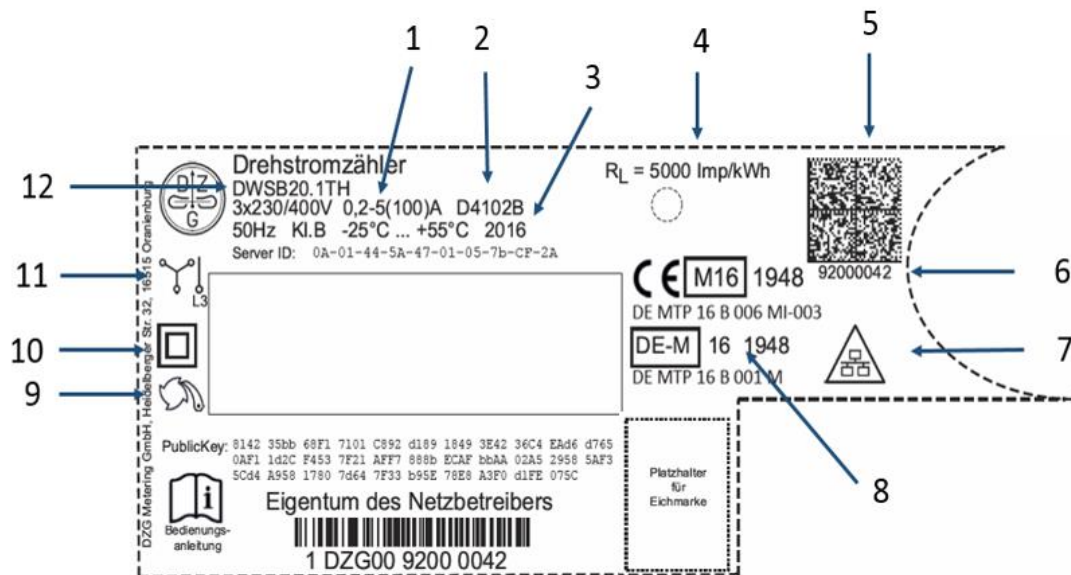 1
2
3
4
5
12
D Z
G
Drehstromzähler
DWSB20.1TH
3x230/400V 0,2-5(100)A D4102B
50Hz Kl.B -25°C ... +55°C 2016
Server ID: 0A-01-44-5A-47-01-05-7b-CF-2A
RL = 5000 Imp/kWh
92000042
6
11
L3
CE M16 1948
DE MTP 16 B 006 MI-003
10
DE-M 16 1948
DE MTP 16 B 001 M
7
9
8
DZG Metering GmbH, Heidelberger Str. 32, 16515 Oranienburg
PublicKey: 8142 35bb 68F1 7101 C892 d189 1849 3E42 36C4 EAd6 d765
0AF1 1d2C F453 7F21 AFF7 888b ECAF bbAA 02A5 2958 5AF3
5Cd4 A958 1780 7d64 7F33 b95E 78E8 A3F0 d1FE 075C
i
Bedienungs-
anleitung
Eigentum des Netzbetreibers
1 DZG00 9200 0042
Platzhalter
für
Eichmarke